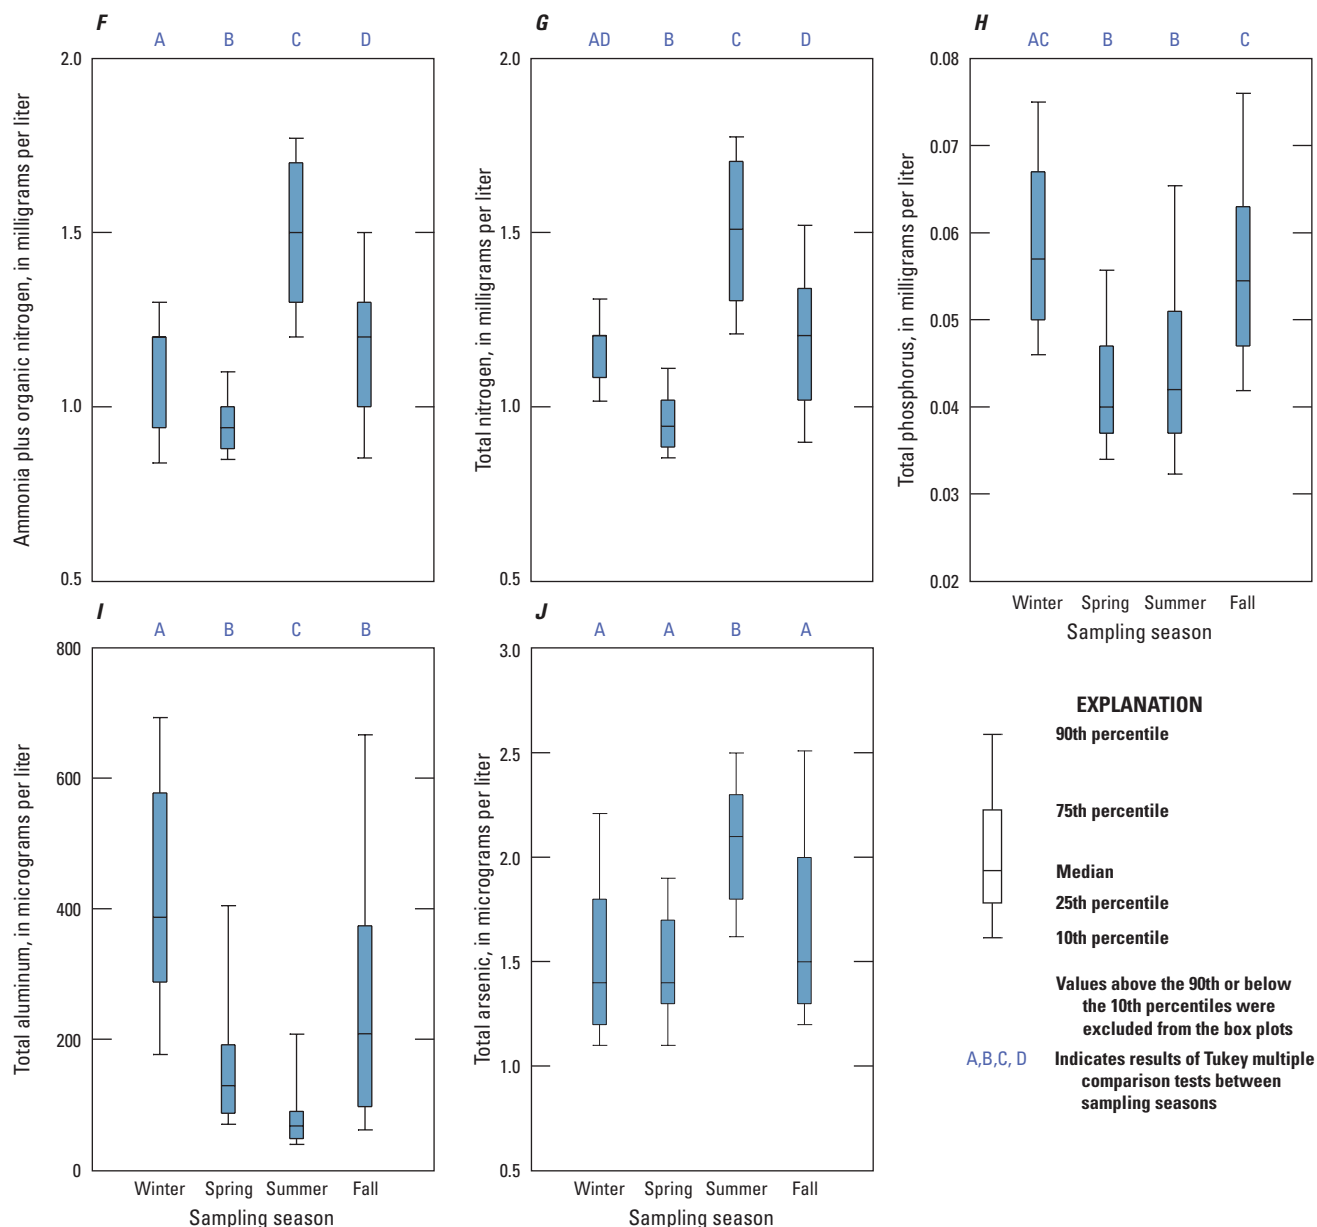 F
A B C D
2.0
1.5
1.0
0.5
Ammonia plus organic nitrogen, in milligrams per liter
G
AD B C D
2.0
1.5
1.0
0.5
Total nitrogen, in milligrams per liter
H
AC B B C
0.08
0.07
0.06
0.05
0.04
0.03
0.02
Total phosphorus, in milligrams per liter
Winter Spring Summer Fall
Sampling season
I
A B C B
800
600
400
200
0
Total aluminum, in micrograms per liter
Winter Spring Summer Fall
Sampling season
J
A A B A
3.0
2.5
2.0
1.5
1.0
0.5
Total arsenic, in micrograms per liter
Winter Spring Summer Fall
Sampling season
EXPLANATION
90th percentile
75th percentile
Median
25th percentile
10th percentile
Values above the 90th or below
the 10th percentiles were
excluded from the box plots
A,B,C, D Indicates results of Tukey multiple
comparison tests between
sampling seasons